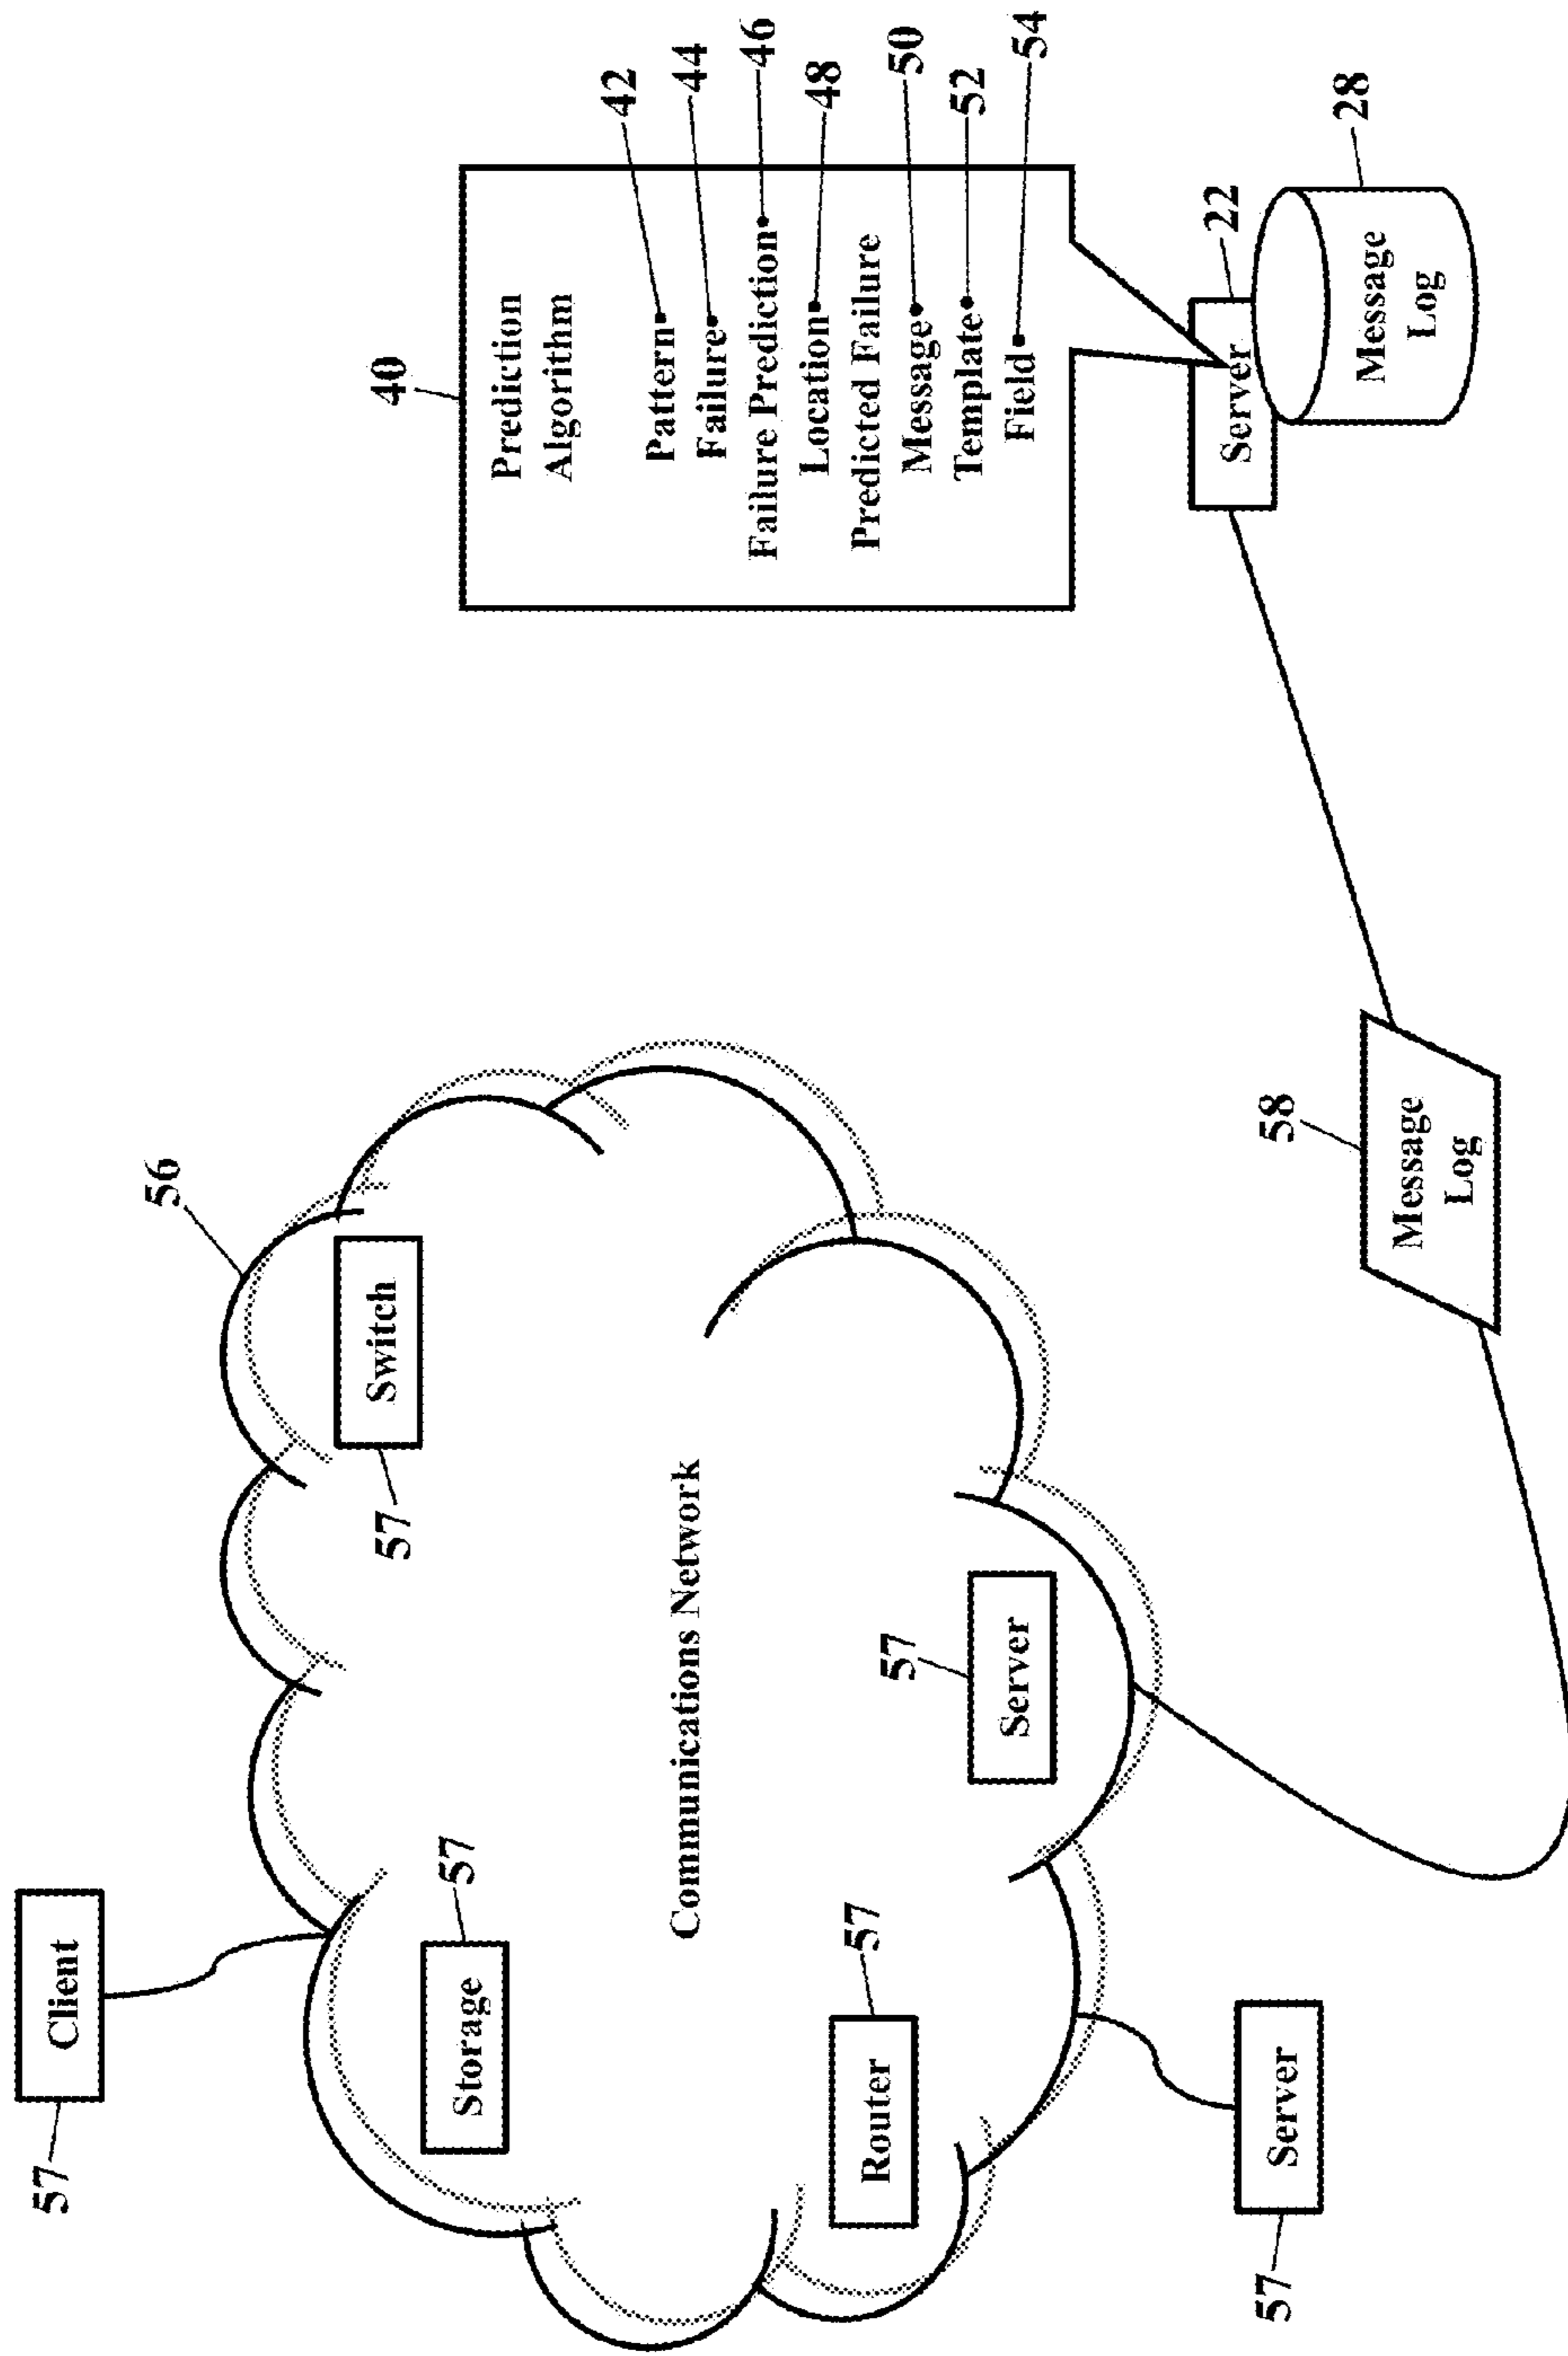 57
Client
56
57
Switch
Storage
57
Communications Network
57
Router
57
Server
57
Server
58
Message
Log
40
Prediction
Algorithm
Pattern 42
Failure 44
Failure Prediction 46
Location 48
Predicted Failure
Message 50
Template 52
Field 54
Server
22
28
Message
Log